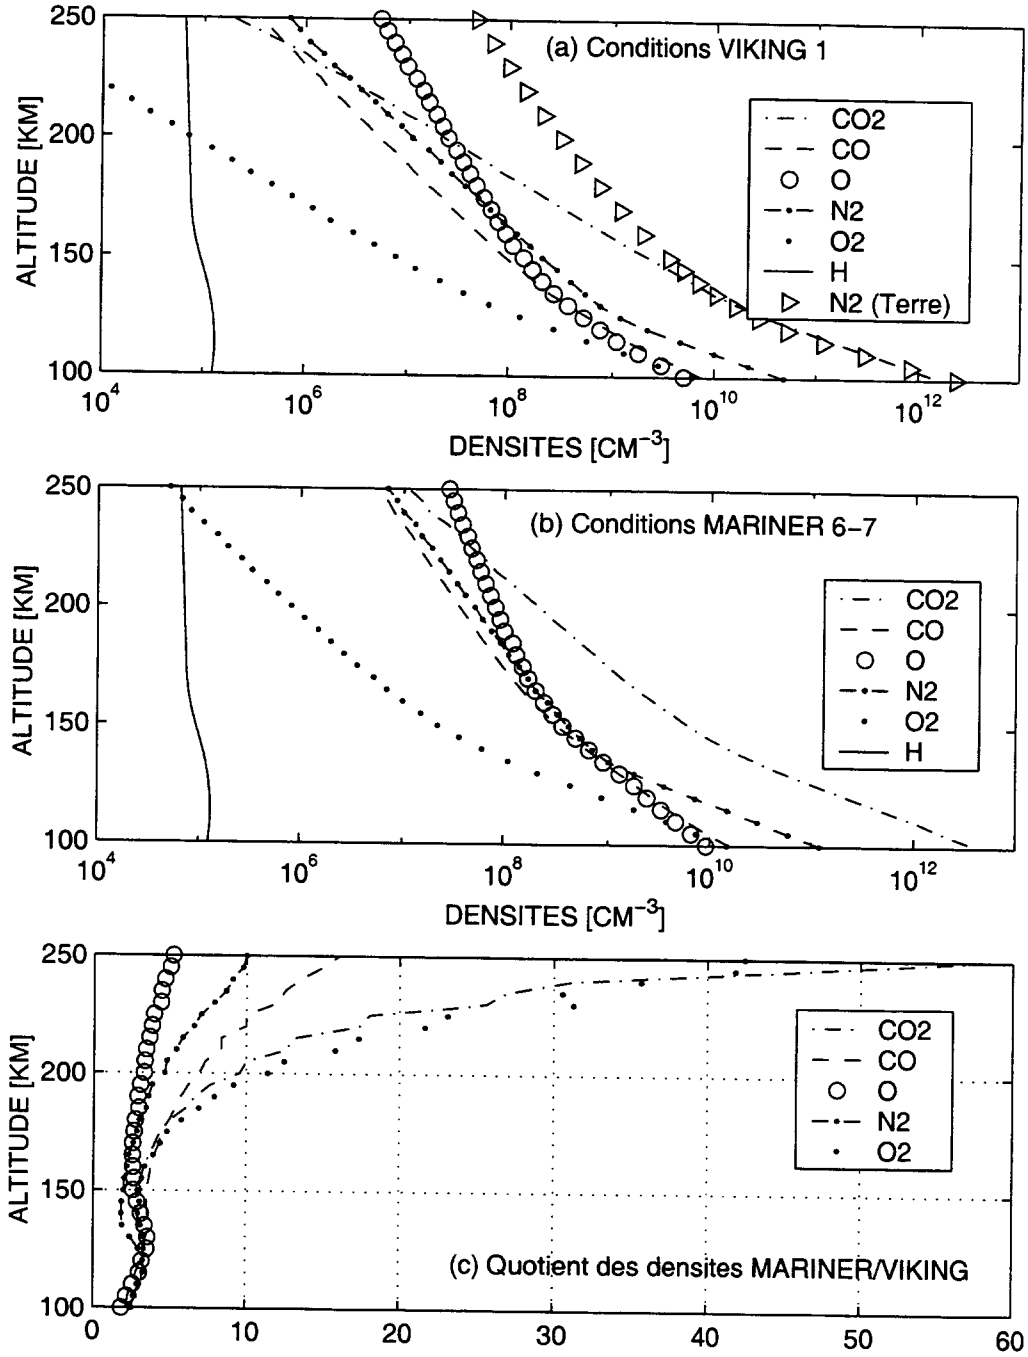 250
200
150
100
ALTITUDE [KM]
(a) Conditions VIKING 1
CO2
CO
O
N2
O2
H
N2 (Terre)
10^4
10^6
10^8
10^10
10^12
DENSITES [CM^−3]
250
200
150
100
ALTITUDE [KM]
(b) Conditions MARINER 6−7
CO2
CO
O
N2
O2
H
10^4
10^6
10^8
10^10
10^12
DENSITES [CM^−3]
250
200
150
100
ALTITUDE [KM]
CO2
CO
O
N2
O2
(c) Quotient des densites MARINER/VIKING
0
10
20
30
40
50
60